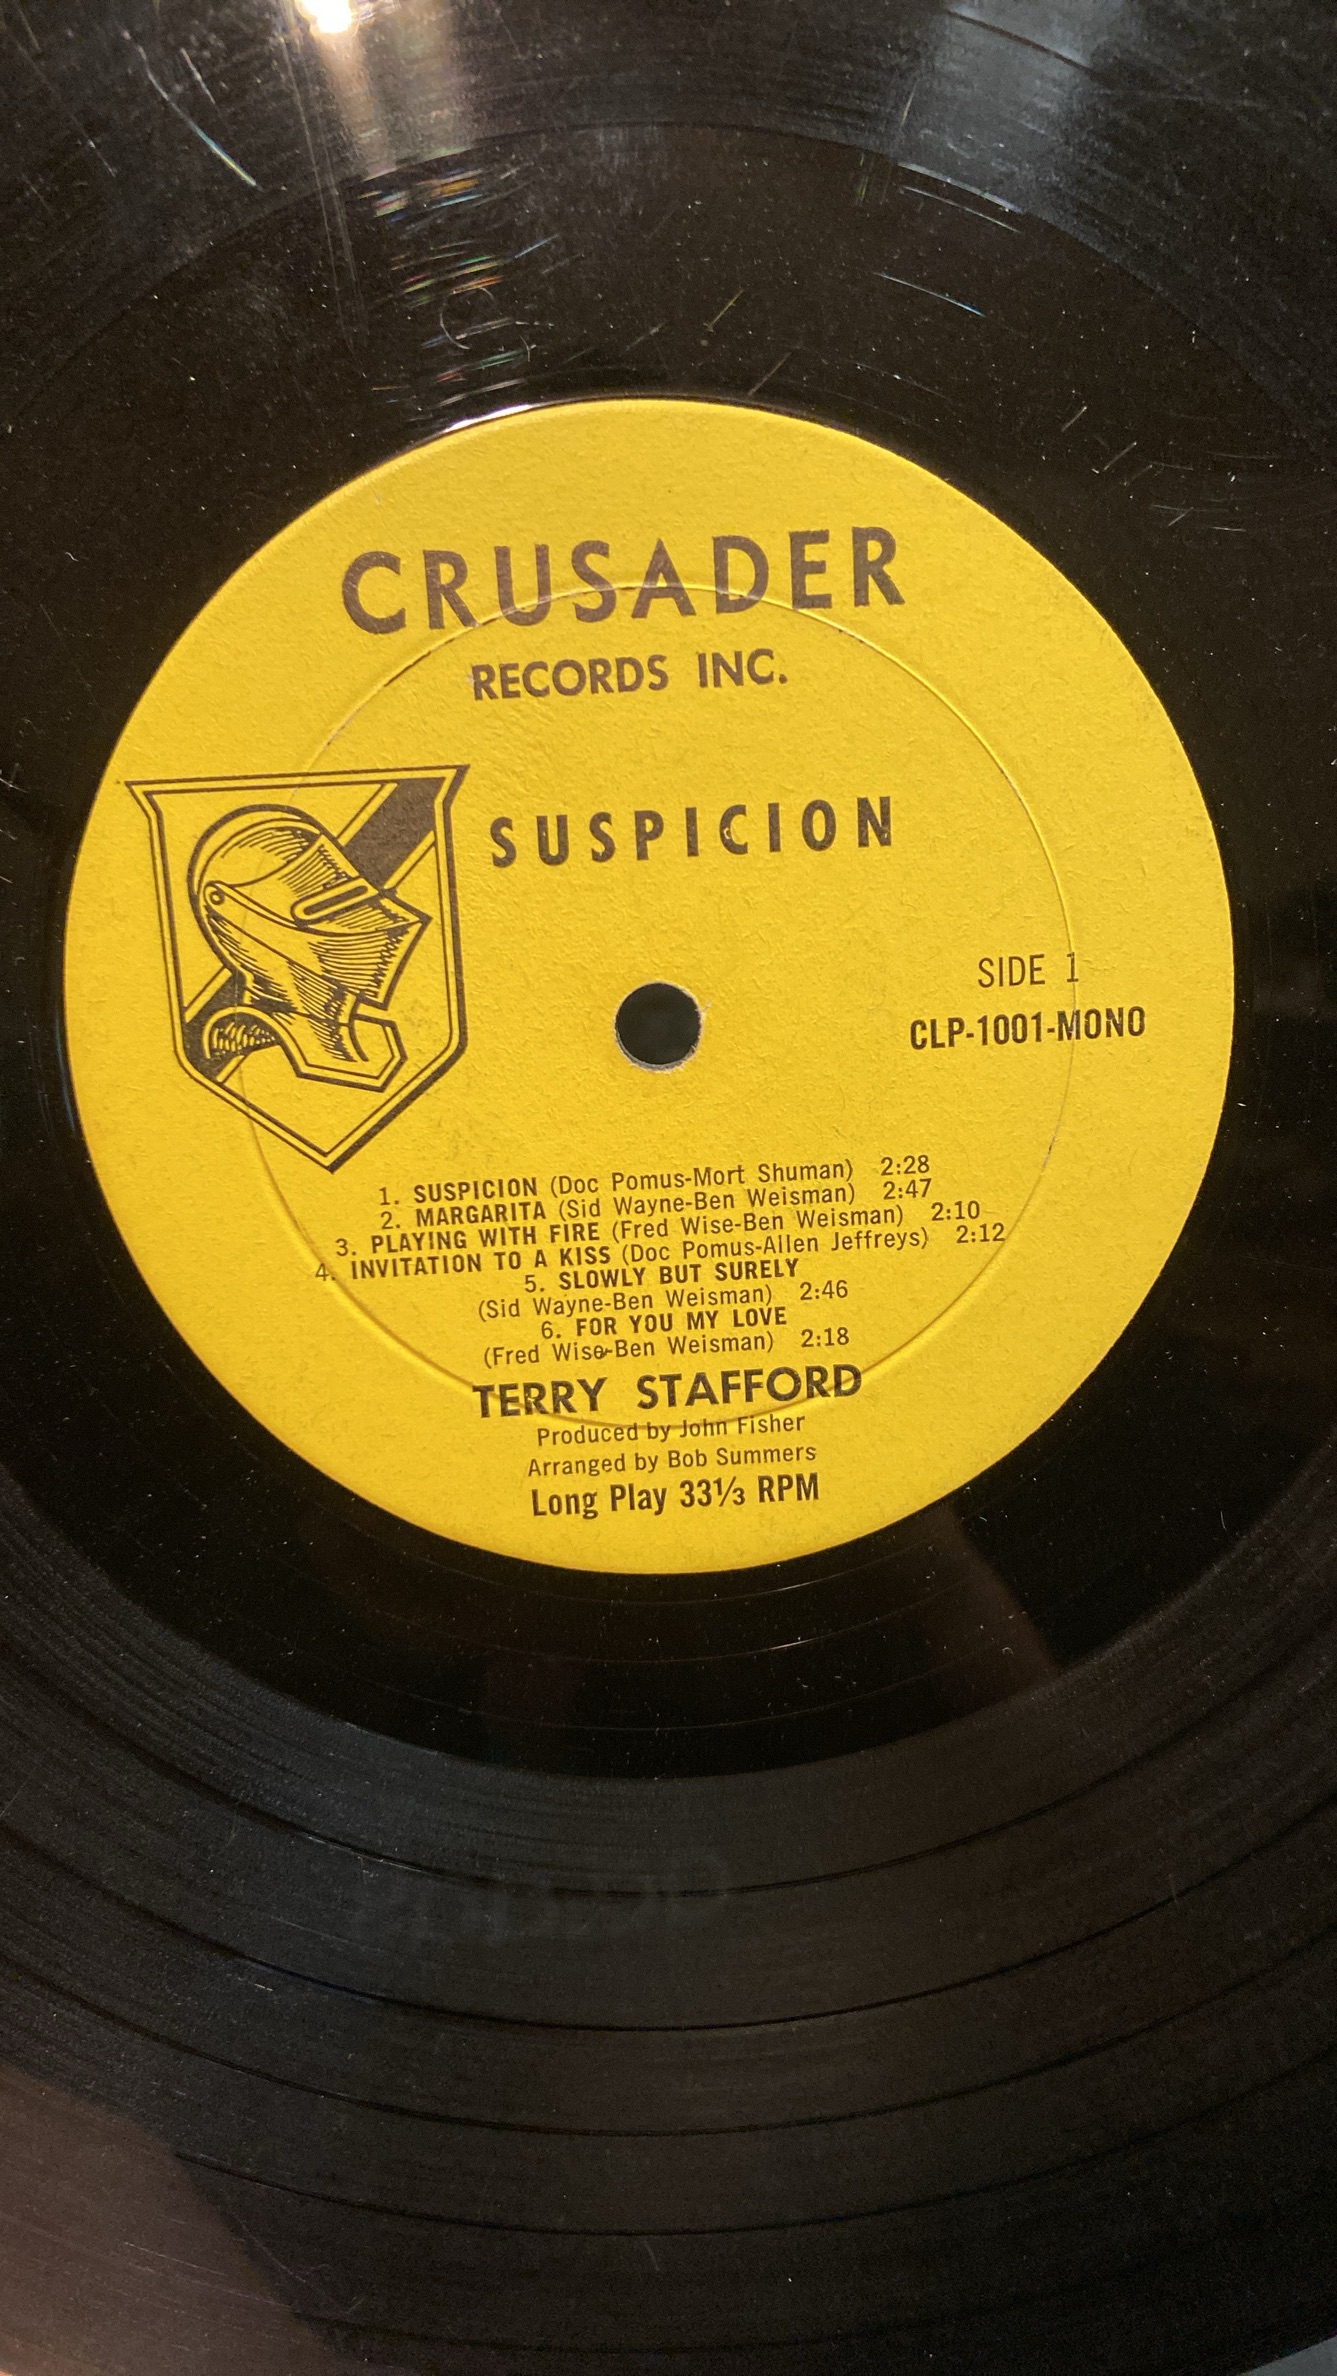 CRUSADER
RECORDS INC.
SUSPICION
SIDE 1
CLP-1001-MONO
1. SUSPICION (Doc Pomus-Mort Shuman) 2:28
2. MARGARITA (Sid Wayne-Ben Weisman) 2:47
3. PLAYING WITH FIRE (Fred Wise-Ben Weisman) 2:10
4. INVITATION TO A KISS (Doc Pomus-Allen Jeffreys) 2:12
5. SLOWLY BUT SURELY
(Sid Wayne-Ben Weisman) 2:46
6. FOR YOU MY LOVE
(Fred Wise-Ben Weisman) 2:18
TERRY STAFFORD
Produced by John Fisher
Arranged by Bob Summers
Long Play 33⅓ RPM